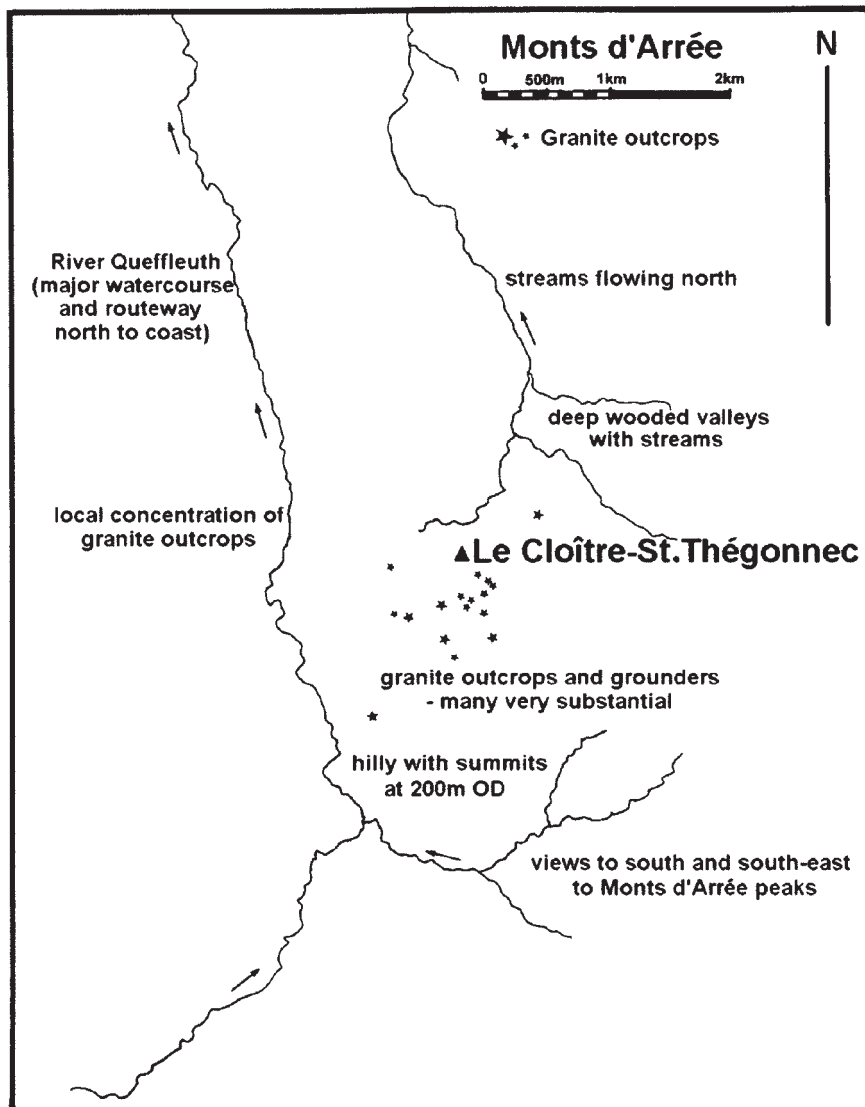 Monts d'Arrée
N
0 500m 1km 2km
Granite outcrops
River Queffleuth
(major watercourse
and routeway
north to coast)
streams flowing north
deep wooded valleys
with streams
local concentration of
granite outcrops
Le Cloître-St.Thégonnec
granite outcrops and grounders
- many very substantial
hilly with summits
at 200m OD
views to south and south-east
to Monts d'Arrée peaks